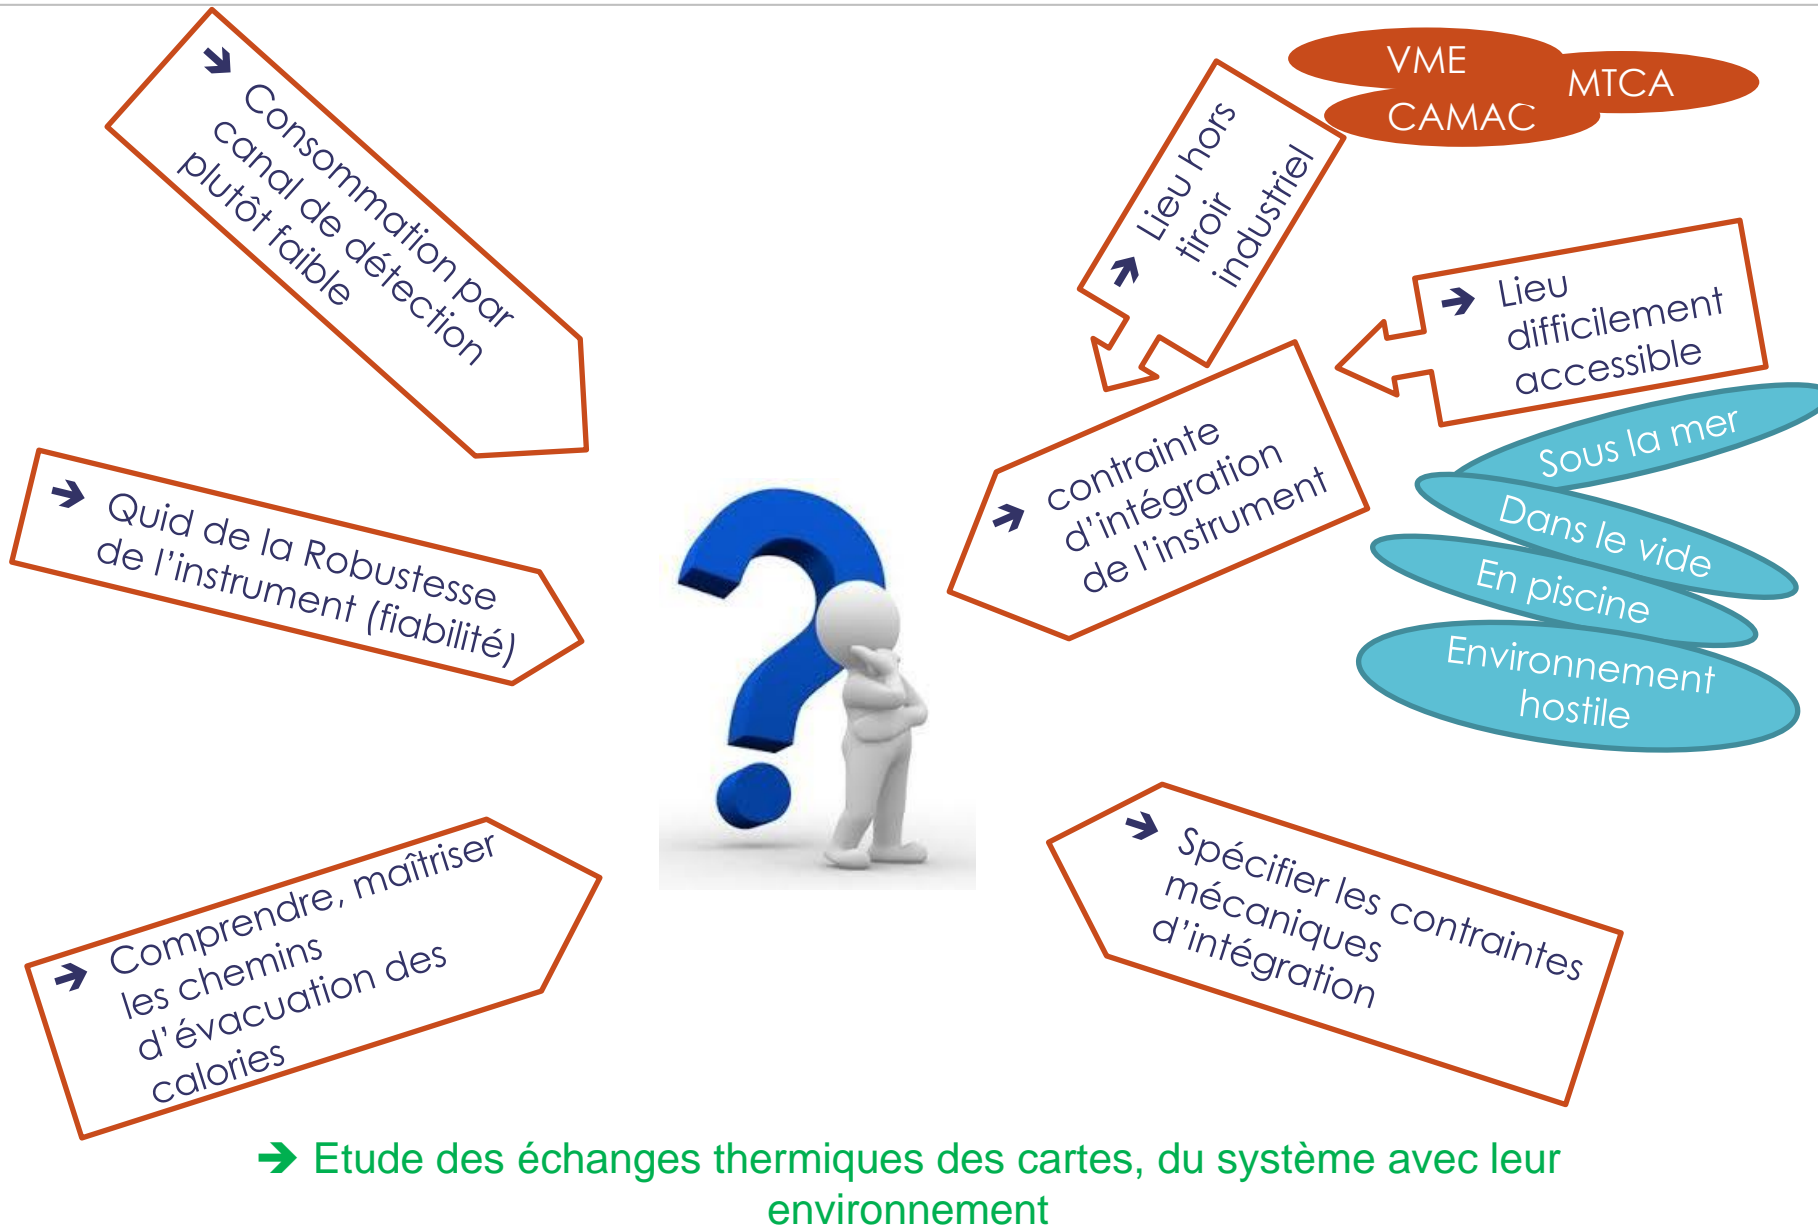 ➔ Consommation par
canal de détection
plutôt faible
➔ Quid de la Robustesse
de l'instrument (fiabilité)
➔ Comprendre, maîtriser
les chemins
d'évacuation des
calories
VME
MTCA
CAMAC
➔ Lieu hors
tiroir
industriel
➔ Lieu
difficilement
accessible
➔ contrainte
d'intégration
de l'instrument
Sous la mer
Dans le vide
En piscine
Environnement
hostile
➔ Spécifier les contraintes
mécaniques
d'intégration
➔ Etude des échanges thermiques des cartes, du système avec leur
environnement